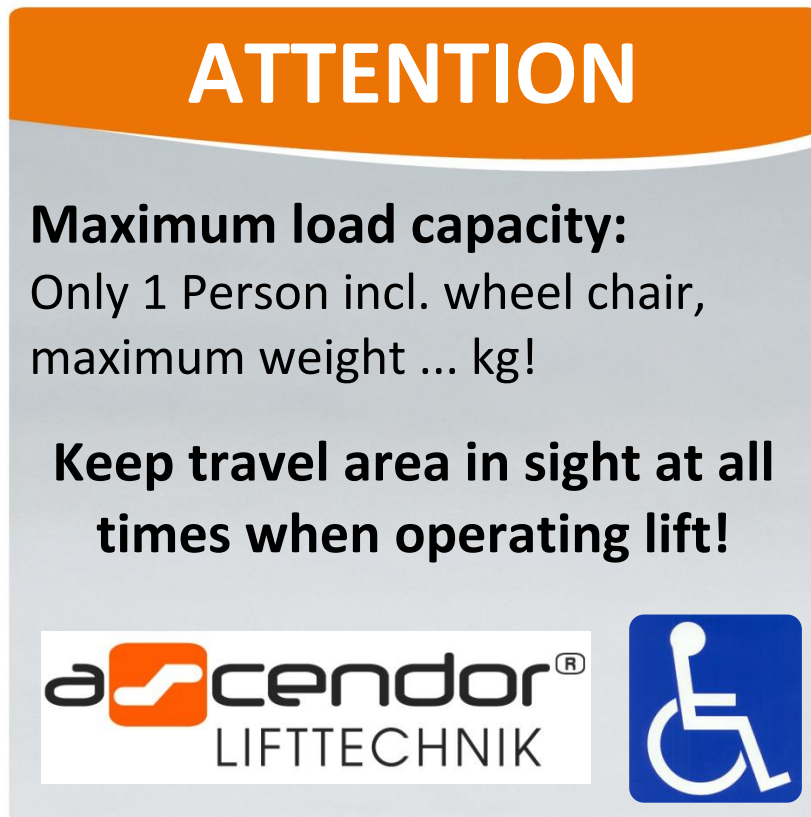 ATTENTION
Maximum load capacity:
Only 1 Person incl. wheel chair,
maximum weight ... kg!
Keep travel area in sight at all
times when operating lift!
ascendor®
LIFTTECHNIK